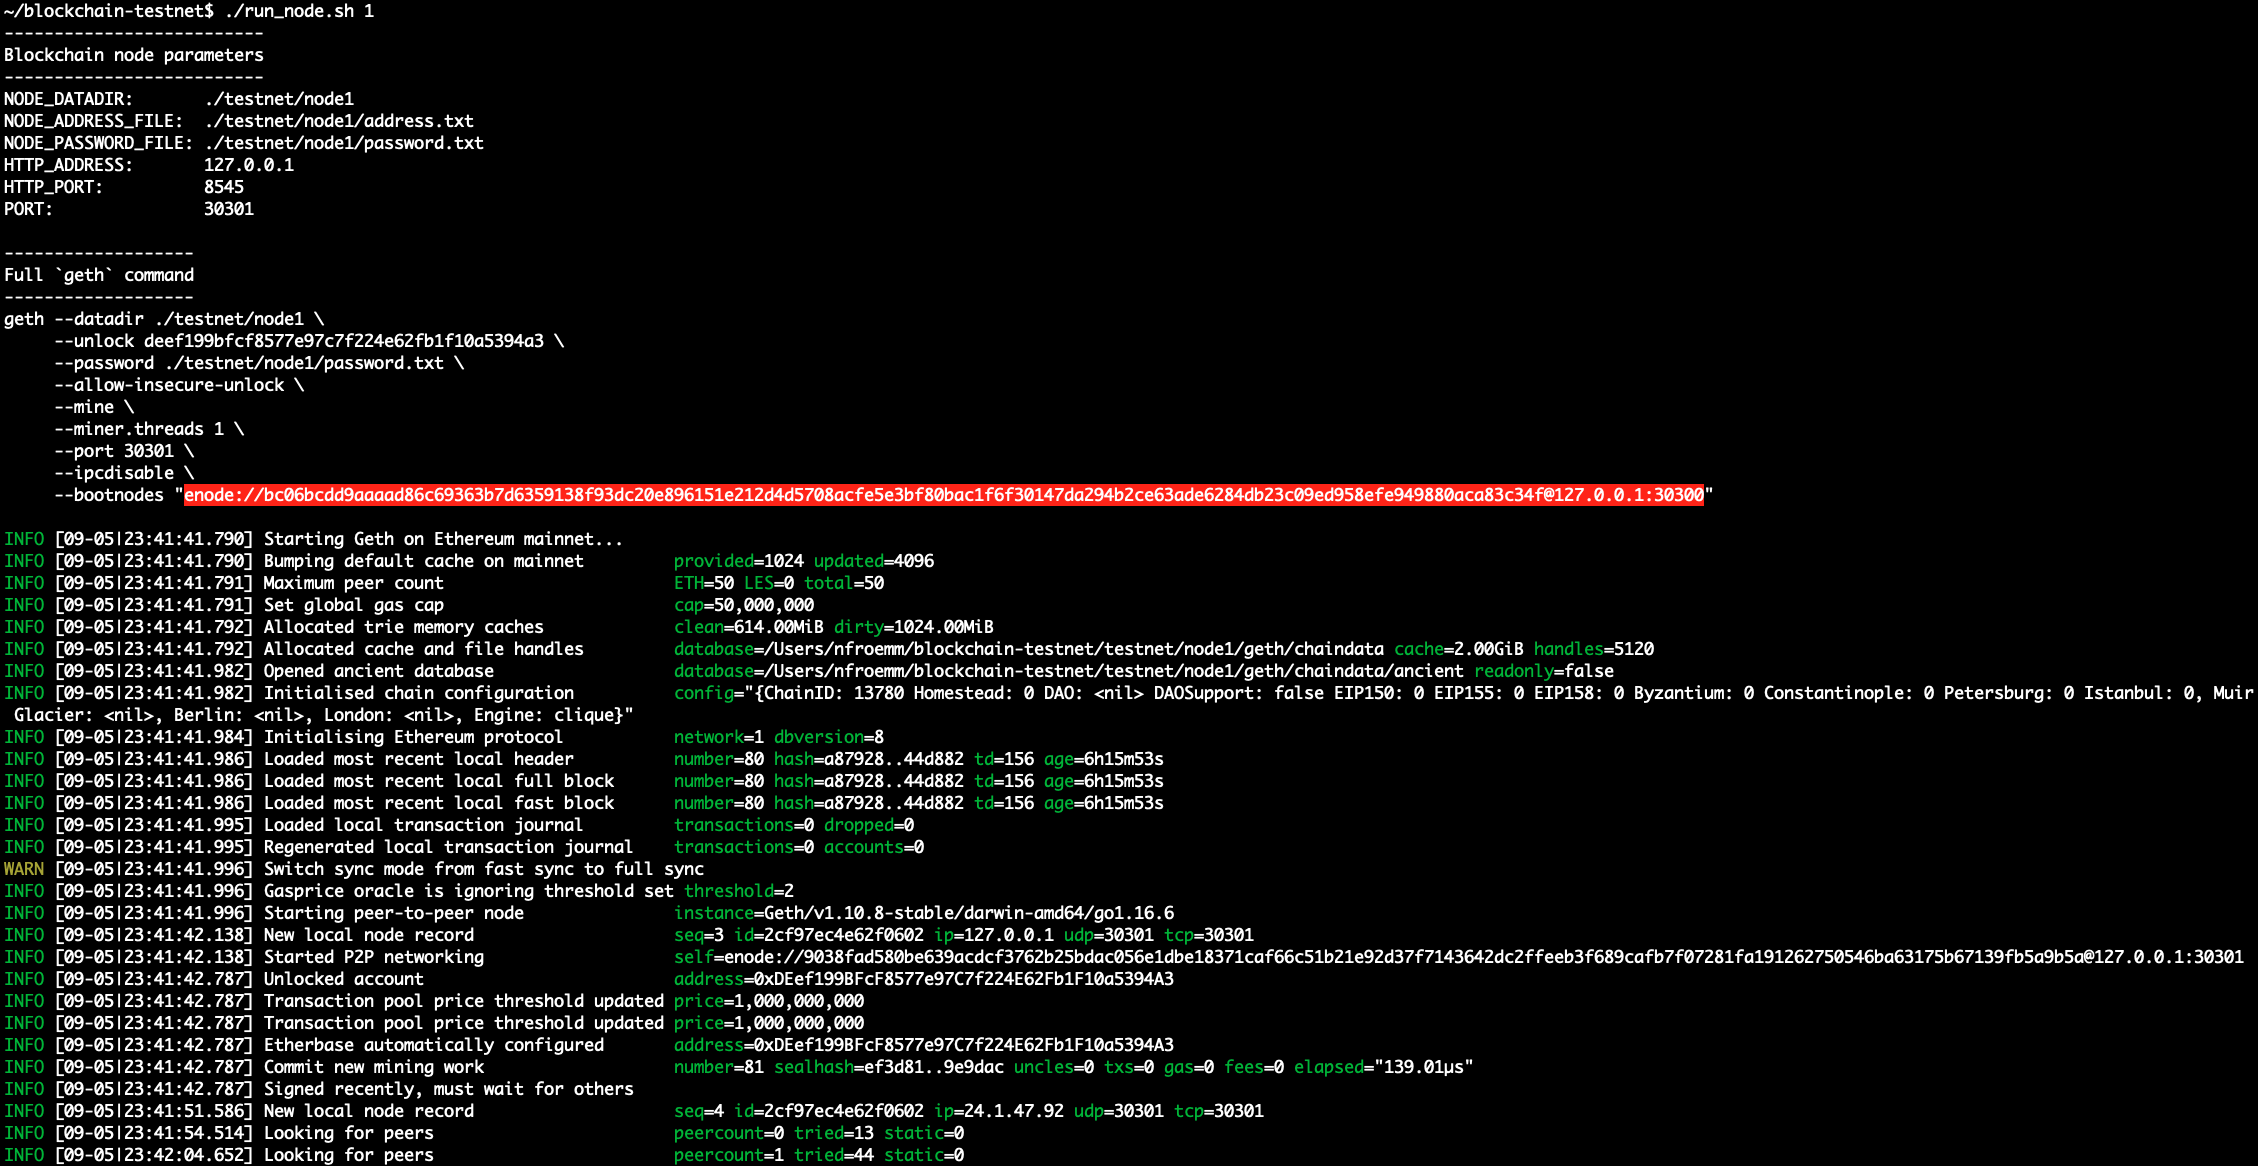 ~/blockchain-testnet$ ./run_node.sh 1
--------------------------
Blockchain node parameters
--------------------------
NODE_DATADIR:       ./testnet/node1
NODE_ADDRESS_FILE:  ./testnet/node1/address.txt
NODE_PASSWORD_FILE: ./testnet/node1/password.txt
HTTP_ADDRESS:       127.0.0.1
HTTP_PORT:          8545
PORT:               30301
-------------------
Full `geth` command
-------------------
geth --datadir ./testnet/node1 \
     --unlock deef199bfcf8577e97c7f224e62fb1f10a5394a3 \
     --password ./testnet/node1/password.txt \
     --allow-insecure-unlock \
     --mine \
     --miner.threads 1 \
     --port 30301 \
     --ipcdisable \
     --bootnodes "enode://bc06bcdd9aaaad86c69363b7d6359138f93dc20e896151e212d4d5708acfe5e3bf80bac1f6f30147da294b2ce63ade6284db23c09ed958efe949880aca83c34f@127.0.0.1:30300"
INFO [09-05|23:41:41.790] Starting Geth on Ethereum mainnet...
INFO [09-05|23:41:41.790] Bumping default cache on mainnet         provided=1024 updated=4096
INFO [09-05|23:41:41.791] Maximum peer count                       ETH=50 LES=0 total=50
INFO [09-05|23:41:41.791] Set global gas cap                       cap=50,000,000
INFO [09-05|23:41:41.792] Allocated trie memory caches             clean=614.00MiB dirty=1024.00MiB
INFO [09-05|23:41:41.792] Allocated cache and file handles         database=/Users/nfroemm/blockchain-testnet/testnet/node1/geth/chaindata cache=2.00GiB handles=5120
INFO [09-05|23:41:41.982] Opened ancient database                  database=/Users/nfroemm/blockchain-testnet/testnet/node1/geth/chaindata/ancient readonly=false
INFO [09-05|23:41:41.982] Initialised chain configuration          config="{ChainID: 13780 Homestead: 0 DAO: <nil> DAOSupport: false EIP150: 0 EIP155: 0 EIP158: 0 Byzantium: 0 Constantinople: 0 Petersburg: 0 Istanbul: 0, Muir
 Glacier: <nil>, Berlin: <nil>, London: <nil>, Engine: clique}"
INFO [09-05|23:41:41.984] Initialising Ethereum protocol           network=1 dbversion=8
INFO [09-05|23:41:41.986] Loaded most recent local header          number=80 hash=a87928..44d882 td=156 age=6h15m53s
INFO [09-05|23:41:41.986] Loaded most recent local full block      number=80 hash=a87928..44d882 td=156 age=6h15m53s
INFO [09-05|23:41:41.986] Loaded most recent local fast block      number=80 hash=a87928..44d882 td=156 age=6h15m53s
INFO [09-05|23:41:41.995] Loaded local transaction journal         transactions=0 dropped=0
INFO [09-05|23:41:41.995] Regenerated local transaction journal    transactions=0 accounts=0
WARN [09-05|23:41:41.996] Switch sync mode from fast sync to full sync
INFO [09-05|23:41:41.996] Gasprice oracle is ignoring threshold set threshold=2
INFO [09-05|23:41:41.996] Starting peer-to-peer node               instance=Geth/v1.10.8-stable/darwin-amd64/go1.16.6
INFO [09-05|23:41:42.138] New local node record                    seq=3 id=2cf97ec4e62f0602 ip=127.0.0.1 udp=30301 tcp=30301
INFO [09-05|23:41:42.138] Started P2P networking                   self=enode://9038fad580be639acdcf3762b25bdac056e1dbe18371caf66c51b21e92d37f7143642dc2ffeeb3f689cafb7f07281fa191262750546ba63175b67139fb5a9b5a@127.0.0.1:30301
INFO [09-05|23:41:42.787] Unlocked account                         address=0xDEef199BFcF8577e97C7f224E62Fb1F10a5394A3
INFO [09-05|23:41:42.787] Transaction pool price threshold updated price=1,000,000,000
INFO [09-05|23:41:42.787] Transaction pool price threshold updated price=1,000,000,000
INFO [09-05|23:41:42.787] Etherbase automatically configured       address=0xDEef199BFcF8577e97C7f224E62Fb1F10a5394A3
INFO [09-05|23:41:42.787] Commit new mining work                   number=81 sealhash=ef3d81..9e9dac uncles=0 txs=0 gas=0 fees=0 elapsed="139.01µs"
INFO [09-05|23:41:42.787] Signed recently, must wait for others
INFO [09-05|23:41:51.586] New local node record                    seq=4 id=2cf97ec4e62f0602 ip=24.1.47.92 udp=30301 tcp=30301
INFO [09-05|23:41:54.514] Looking for peers                        peercount=0 tried=13 static=0
INFO [09-05|23:42:04.652] Looking for peers                        peercount=1 tried=44 static=0